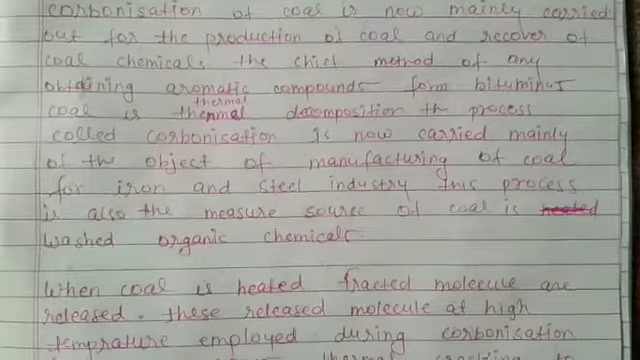 corbonisation of coal is now mainly carried
out for the production of coal and recover of
coal chemicals the chief method of any
obtaining aromatic compounds form bituminus
coal is thermal thenmal decomposition the process
called corbonisation is now carried mainly
of the object of manufacturing of coal
for iron and steel industry this process
is also the measure source of coal is heated
washed organic chemicals.
When coal is heated fracted molecule are
released. these released molecule at high
temprature employed during corbonisation